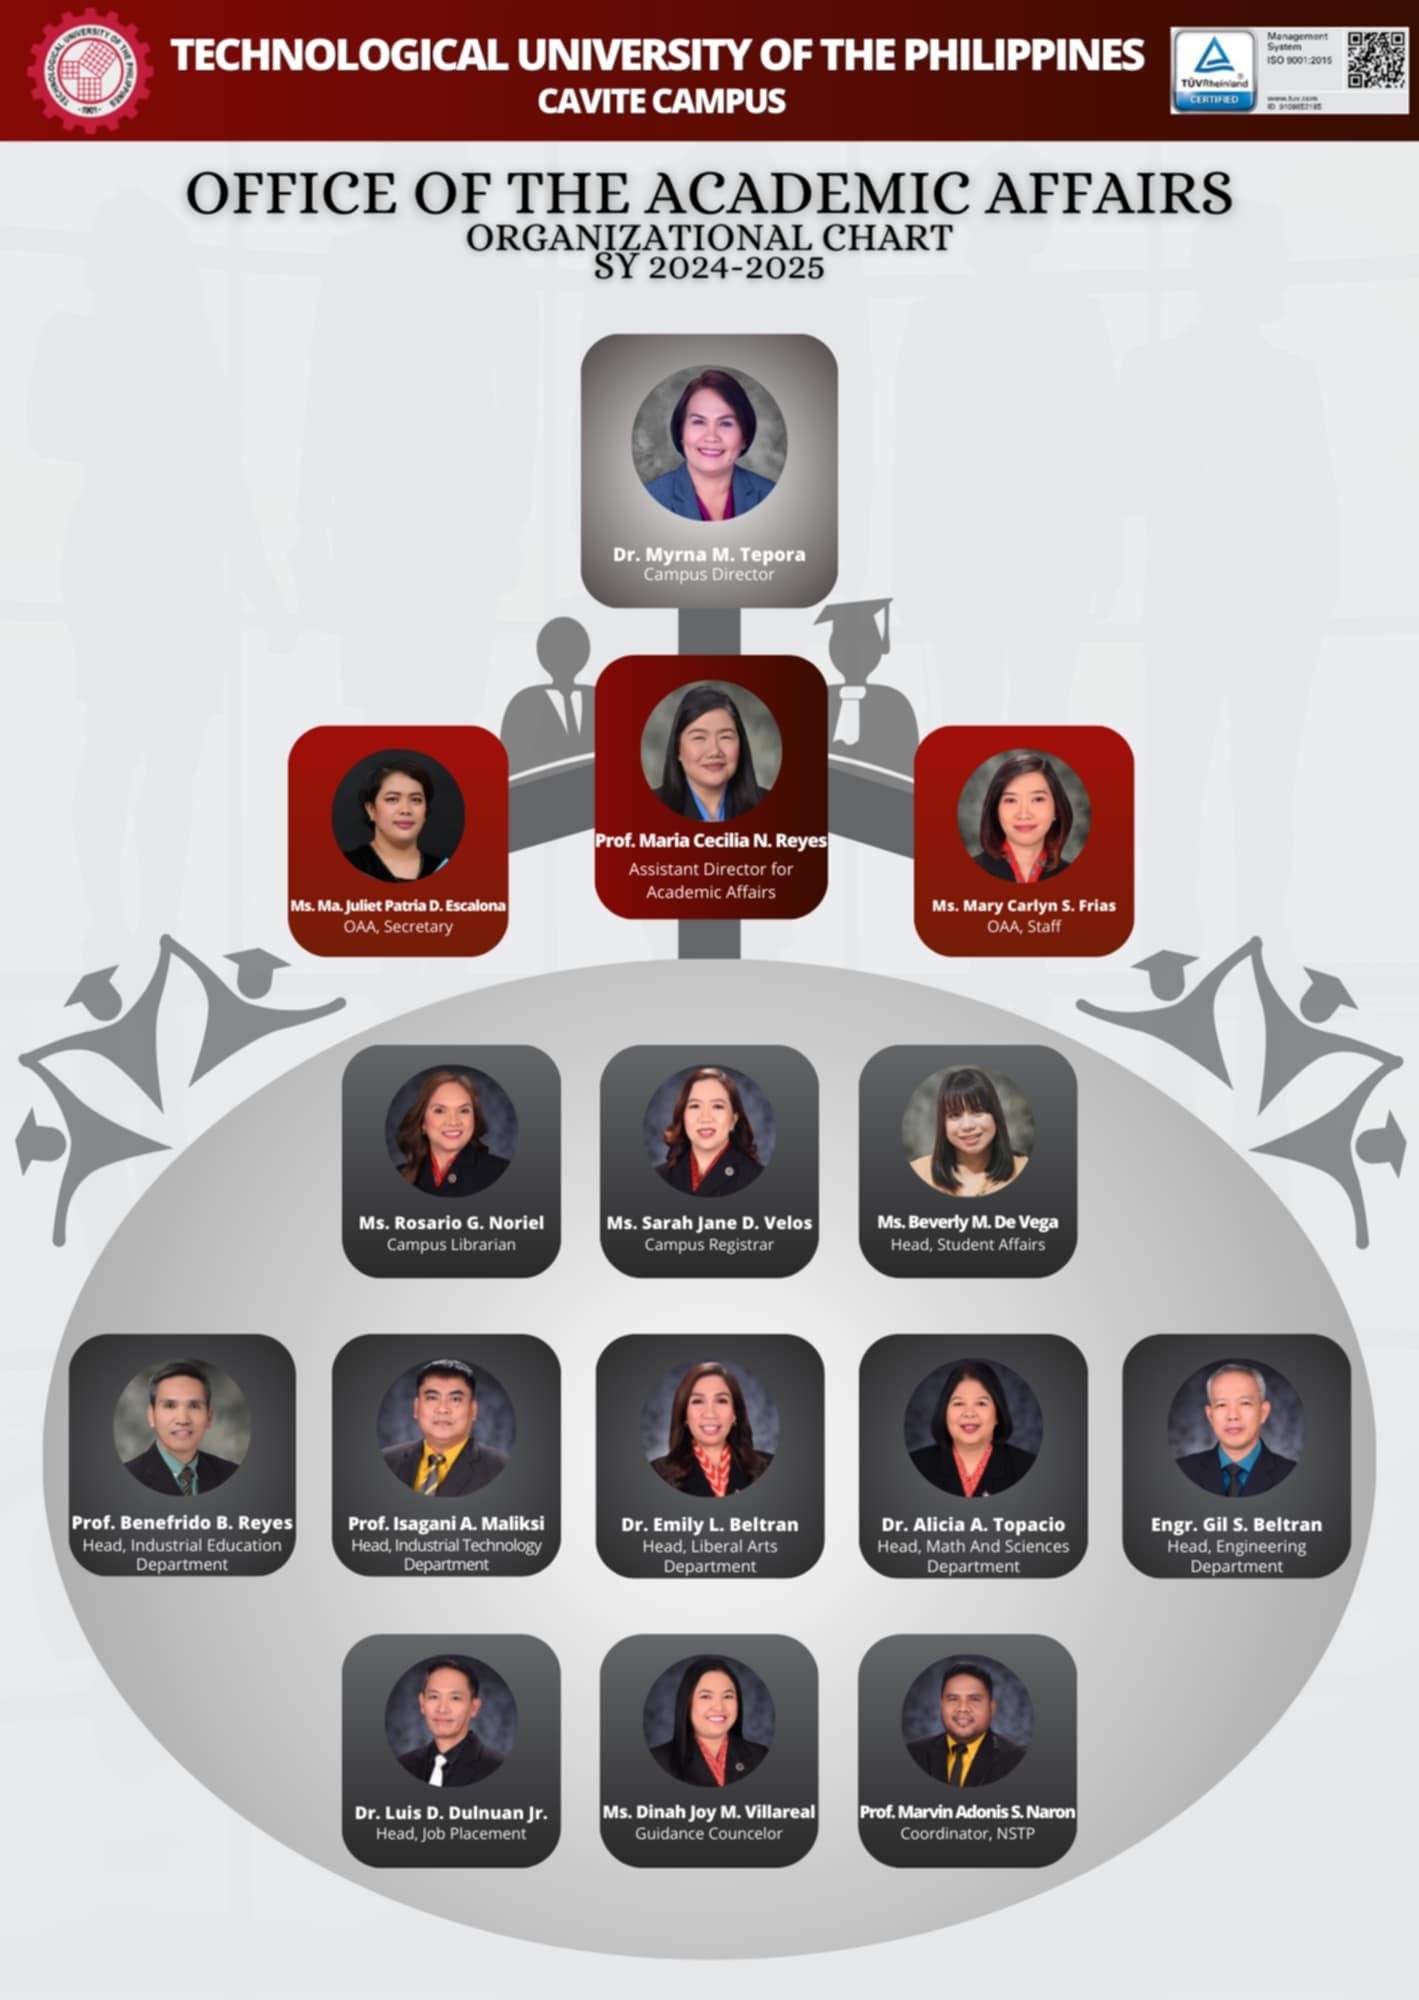 TECHNOLOGICAL UNIVERSITY OF THE PHILIPPINES
CAVITE CAMPUS
TECHNOLOGICAL UNIVERSITY OF THE PHILIPPINES
-1901-
TÜVRheinland®
CERTIFIED
Management
System
ISO 9001:2015
www.tuv.com
OFFICE OF THE ACADEMIC AFFAIRS
ORGANIZATIONAL CHART
SY 2024-2025
Dr. Myrna M. Tepora
Campus Director
Prof. Maria Cecilia N. Reyes
Assistant Director for
Academic Affairs
Ms. Ma. Juliet Patria D. Escalona
OAA, Secretary
Ms. Mary Carlyn S. Frias
OAA, Staff
Ms. Rosario G. Noriel
Campus Librarian
Ms. Sarah Jane D. Velos
Campus Registrar
Ms. Beverly M. De Vega
Head, Student Affairs
Prof. Benefrido B. Reyes
Head, Industrial Education
Department
Prof. Isagani A. Maliksi
Head, Industrial Technology
Department
Dr. Emily L. Beltran
Head, Liberal Arts
Department
Dr. Alicia A. Topacio
Head, Math And Sciences
Department
Engr. Gil S. Beltran
Head, Engineering
Department
Dr. Luis D. Dulnuan Jr.
Head, Job Placement
Ms. Dinah Joy M. Villareal
Guidance Councelor
Prof. Marvin Adonis S. Naron
Coordinator, NSTP